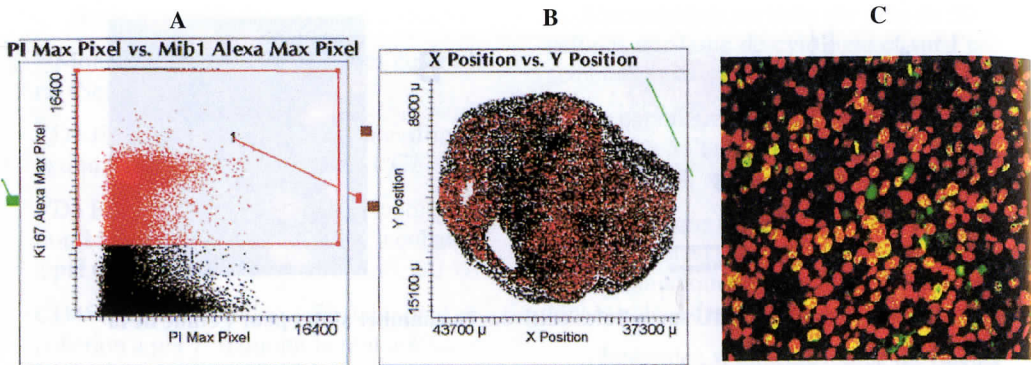 A
PI Max Pixel vs. Mib1 Alexa Max Pixel
16400
Ki 67 Alexa Max Pixel
1
16400
PI Max Pixel
B
X Position vs. Y Position
8900 µ
Y Position
15100 µ
43700 µ
37300 µ
X Position
C